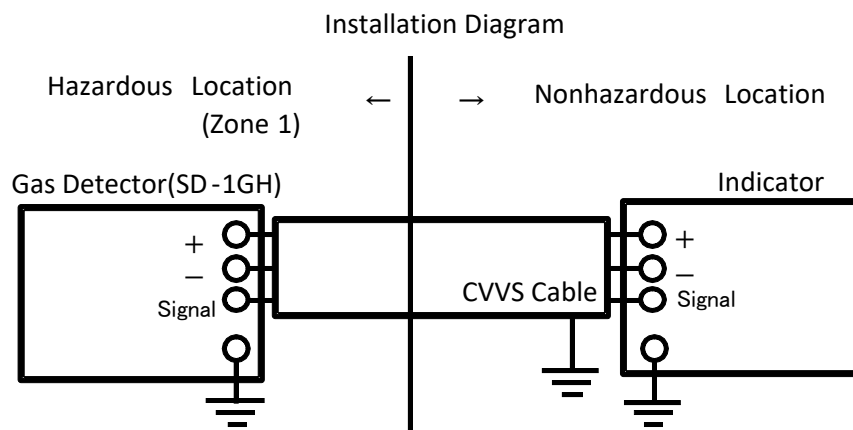 Installation Diagram
Hazardous Location
(Zone 1)
← →
Nonhazardous Location
Gas Detector(SD-1GH)
Indicator
+
−
Signal
CVVS Cable
+
−
Signal